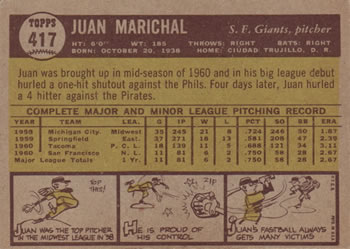 TOPPS
417
JUAN MARICHAL
S. F. Giants, pitcher
HT: 6'0" WT: 185 THROWS: RIGHT BATS: RIGHT
BORN: OCTOBER 20, 1938 HOME: CIUDAD TRUJILLO, D. R.
Juan was brought up in mid-season of 1960 and in his big league debut
hurled a one-hit shutout against the Phils. Four days later, Juan hurled
a 4 hitter against the Pirates.
COMPLETE MAJOR AND MINOR LEAGUE PITCHING RECORD
YEAR TEAM LEA. G IP W L PCT. SO BB ERA
1958 Michigan City Midwest 35 245 21 8 .724 246 50 1.87
1959 Springfield East. 37 271 18 13 .581 208 47 2.39
1960 Tacoma P.C.L. 18 139 11 5 .688 121 34 3.11
1960 San Francisco N.L. 11 81 6 2 .750 58 28 2.67
Major League Totals 1 Yr. 11 81 6 2 .750 58 28 2.67
JUAN WAS THE TOP PITCHER
IN THE MIDWEST LEAGUE IN '58
HE IS PROUD OF
HIS CONTROL
JUAN'S FASTBALL ALWAYS
GETS MANY VICTIMS